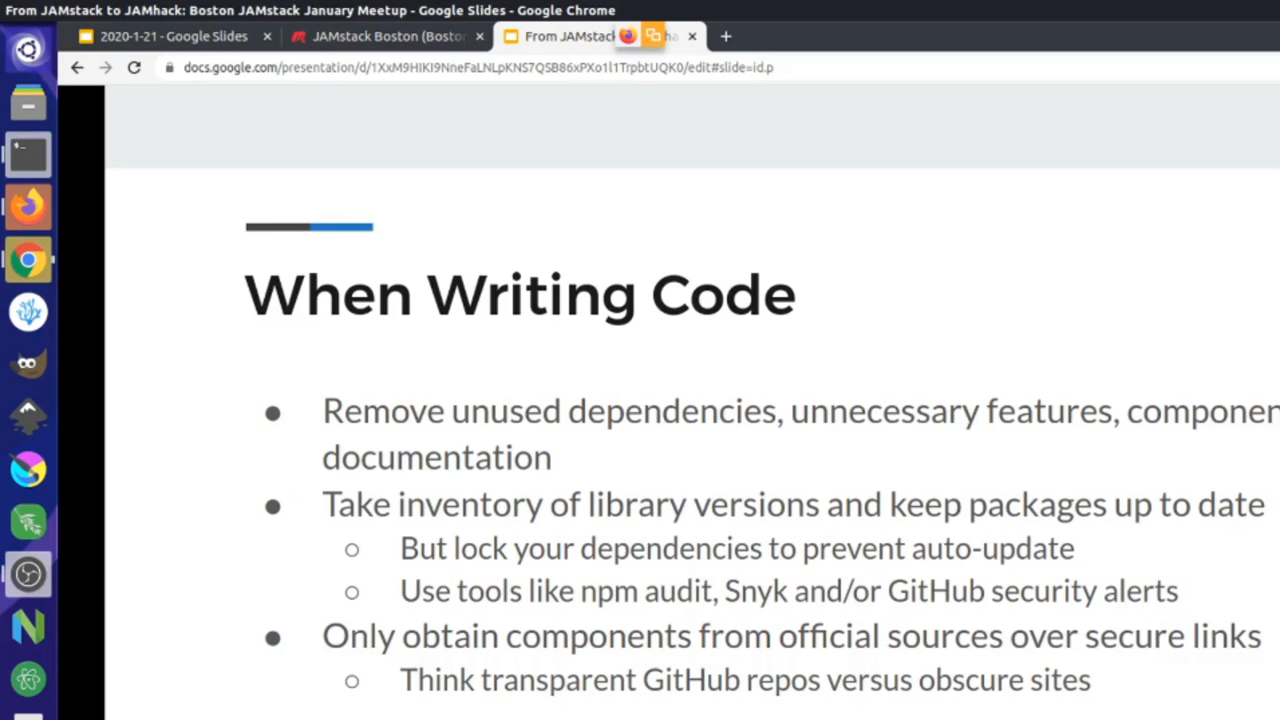 From JAMstack to JAMhack: Boston JAMstack January Meetup - Google Slides - Google Chrome
2020-1-21 - Google Slides
JAMstack Boston (Bosto
From JAMstack
docs.google.com/presentation/d/1XxM9HIKI9NneFaLNLpKNS7QSB86xPXo1l1TrpbtUQK0/edit#slide=id.p
When Writing Code
● Remove unused dependencies, unnecessary features, componen
documentation
● Take inventory of library versions and keep packages up to date
○ But lock your dependencies to prevent auto-update
○ Use tools like npm audit, Snyk and/or GitHub security alerts
● Only obtain components from official sources over secure links
○ Think transparent GitHub repos versus obscure sites